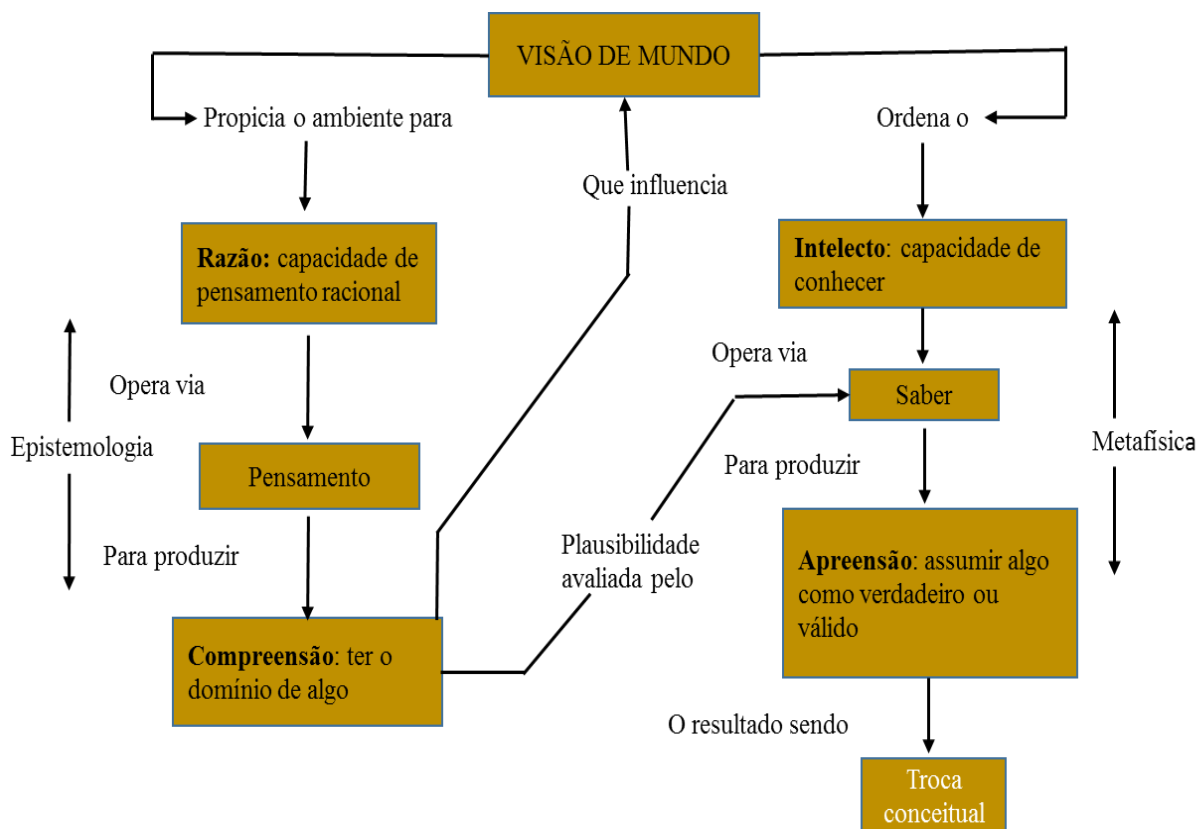 VISÃO DE MUNDO
Propicia o ambiente para
Ordena o
Que influencia
Razão: capacidade de
pensamento racional
Intelecto: capacidade de
conhecer
Opera via
Opera via
Saber
Epistemologia
Metafísica
Pensamento
Para produzir
Para produzir
Plausibilidade
avaliada pelo
Apreensão: assumir algo
como verdadeiro ou
válido
Compreensão: ter o
domínio de algo
O resultado sendo
Troca
conceitual